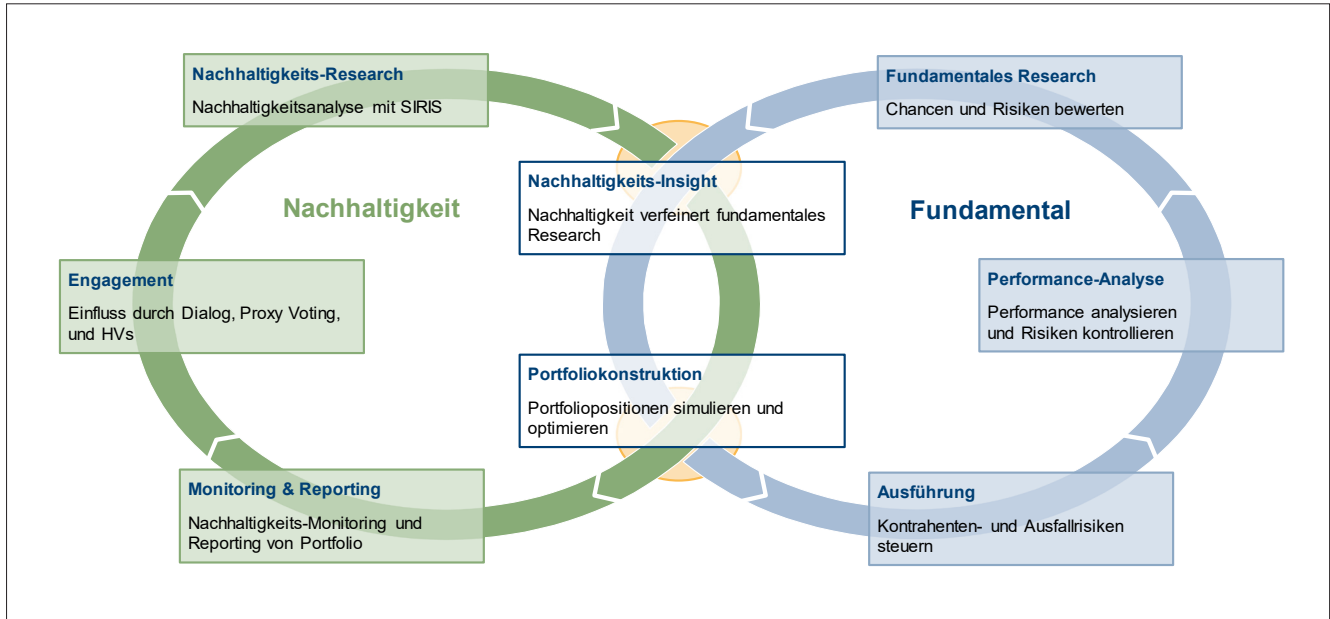 Nachhaltigkeits-Research
Nachhaltigkeitsanalyse mit SIRIS
Fundamentales Research
Chancen und Risiken bewerten
Nachhaltigkeits-Insight
Nachhaltigkeit verfeinert fundamentales
Research
Nachhaltigkeit
Fundamental
Engagement
Einfluss durch Dialog, Proxy Voting,
und HVs
Performance-Analyse
Performance analysieren
und Risiken kontrollieren
Portfoliokonstruktion
Portfoliopositionen simulieren und
optimieren
Monitoring & Reporting
Nachhaltigkeits-Monitoring und
Reporting von Portfolio
Ausführung
Kontrahenten- und Ausfallrisiken
steuern